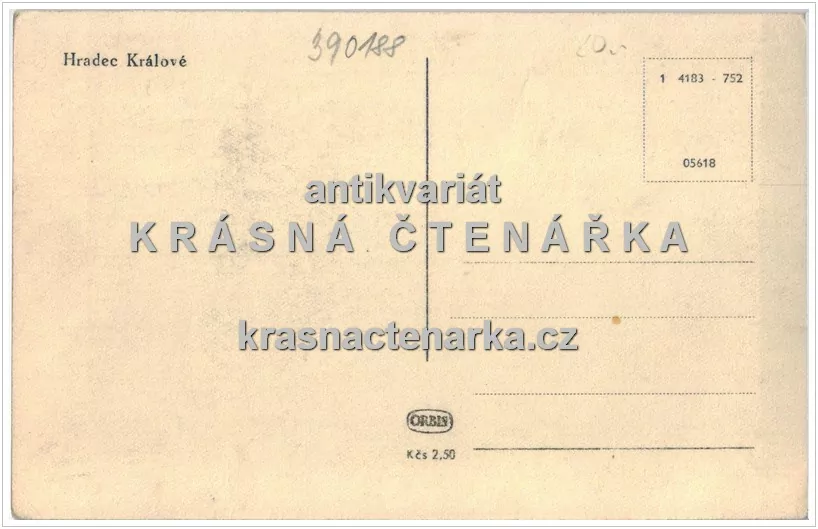 Hradec Králové
390188
1 4183 - 752
05618
antikvariát
KRÁSNÁ ČTENÁŘKA
krasnactenarka.cz
ORBIS
Kčs 2,50